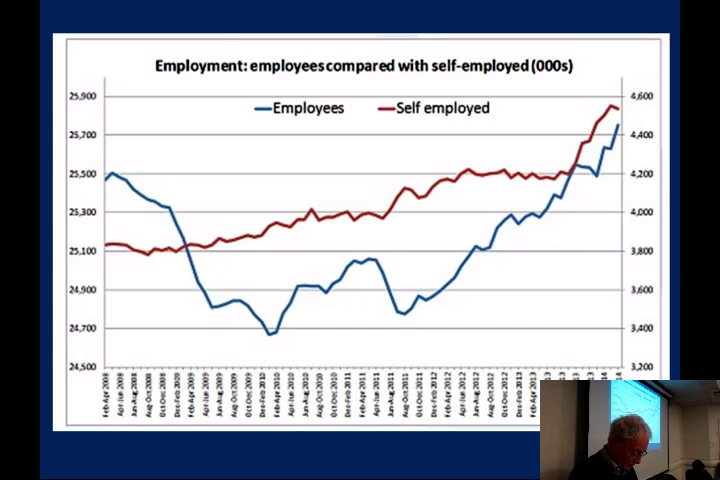 Employment: employees compared with self-employed (000s)
Employees
Self employed
25,900
25,700
25,500
25,300
25,100
24,900
24,700
24,500
4,600
4,400
4,200
4,000
3,800
3,600
3,400
3,200
Feb-Apr 2008
Apr-Jun 2008
Jun-Aug 2008
Aug-Oct 2008
Oct-Dec 2008
Dec-Feb 2009
Feb-Apr 2009
Apr-Jun 2009
Jun-Aug 2009
Aug-Oct 2009
Oct-Dec 2009
Dec-Feb 2010
Feb-Apr 2010
Apr-Jun 2010
Jun-Aug 2010
Aug-Oct 2010
Oct-Dec 2010
Dec-Feb 2011
Feb-Apr 2011
Apr-Jun 2011
Jun-Aug 2011
Aug-Oct 2011
Oct-Dec 2011
Dec-Feb 2012
Feb-Apr 2012
Apr-Jun 2012
Jun-Aug 2012
Aug-Oct 2012
Oct-Dec 2012
Dec-Feb 2013
Feb-Apr 2013